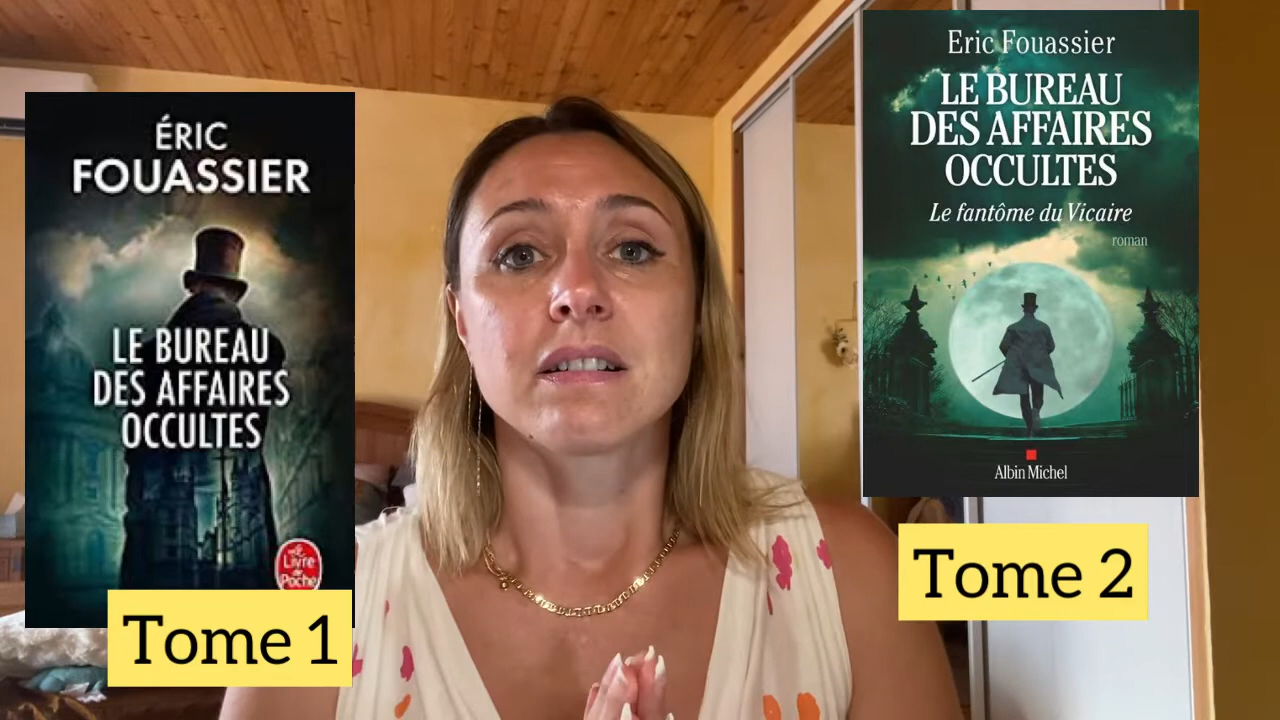 ÉRIC
FOUASSIER
LE BUREAU
DES AFFAIRES
OCCULTES
Le
Livre
de
Poche
Tome 1
Eric Fouassier
LE BUREAU
DES AFFAIRES
OCCULTES
Le fantôme du Vicaire
roman
Albin Michel
Tome 2